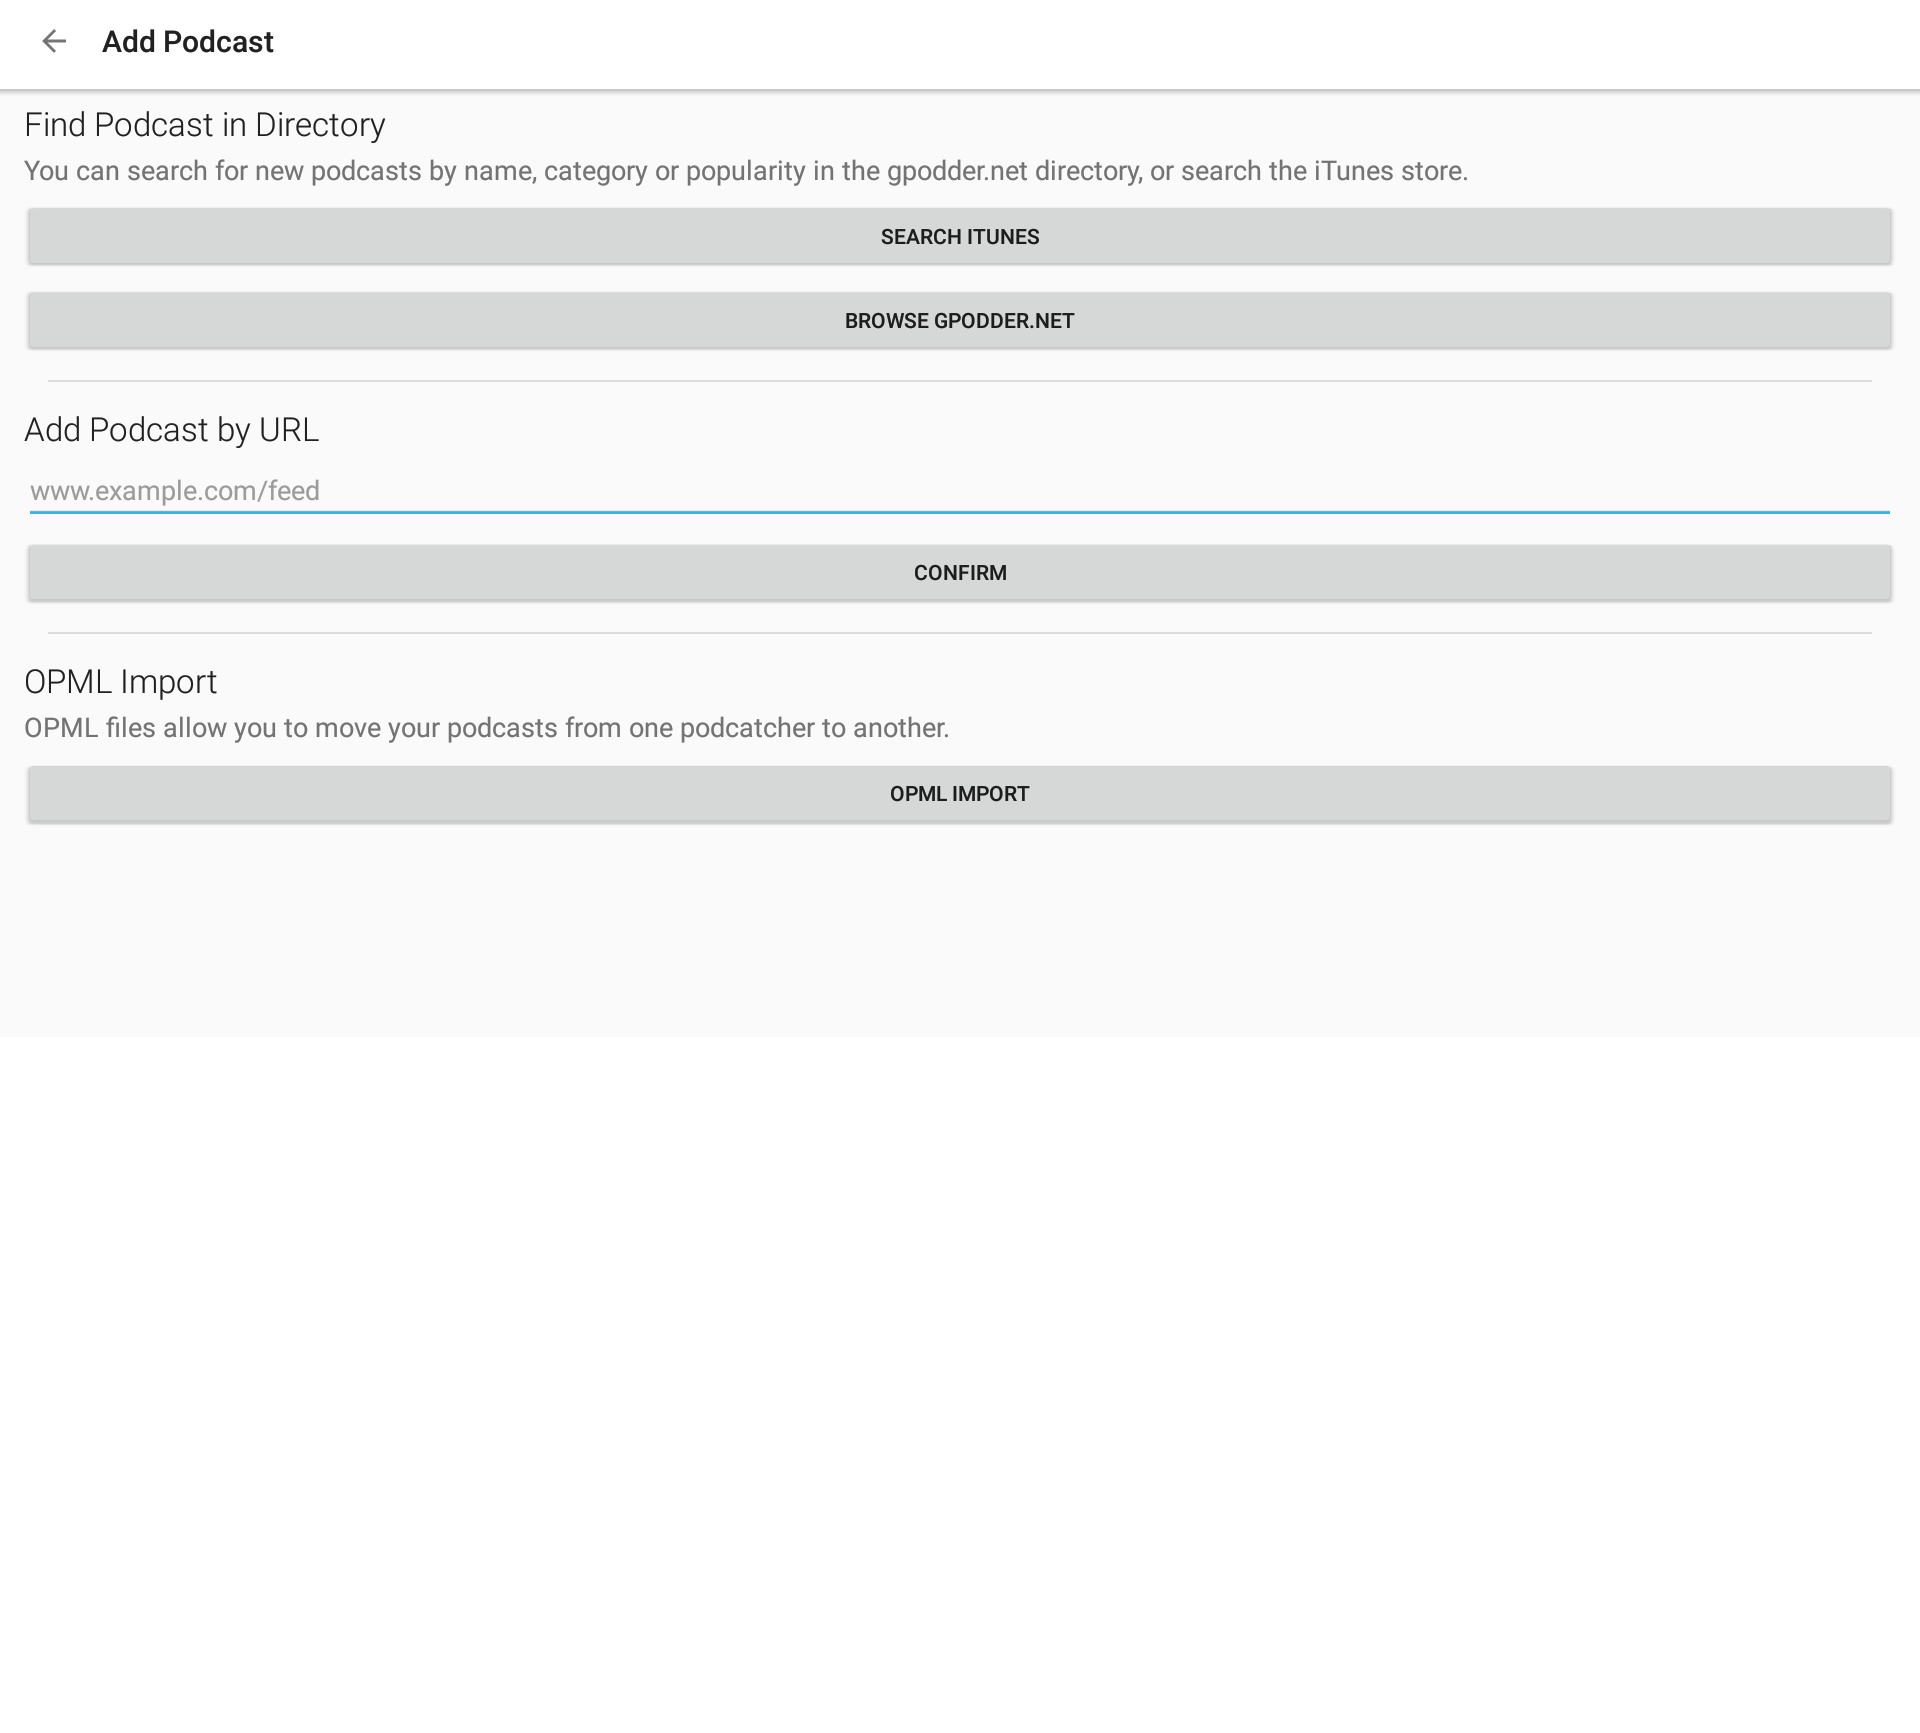 Add Podcast
Find Podcast in Directory
You can search for new podcasts by name, category or popularity in the gpodder.net directory, or search the iTunes store.
SEARCH ITUNES
BROWSE GPODDER.NET
Add Podcast by URL
www.example.com/feed
CONFIRM
OPML Import
OPML files allow you to move your podcasts from one podcatcher to another.
OPML IMPORT